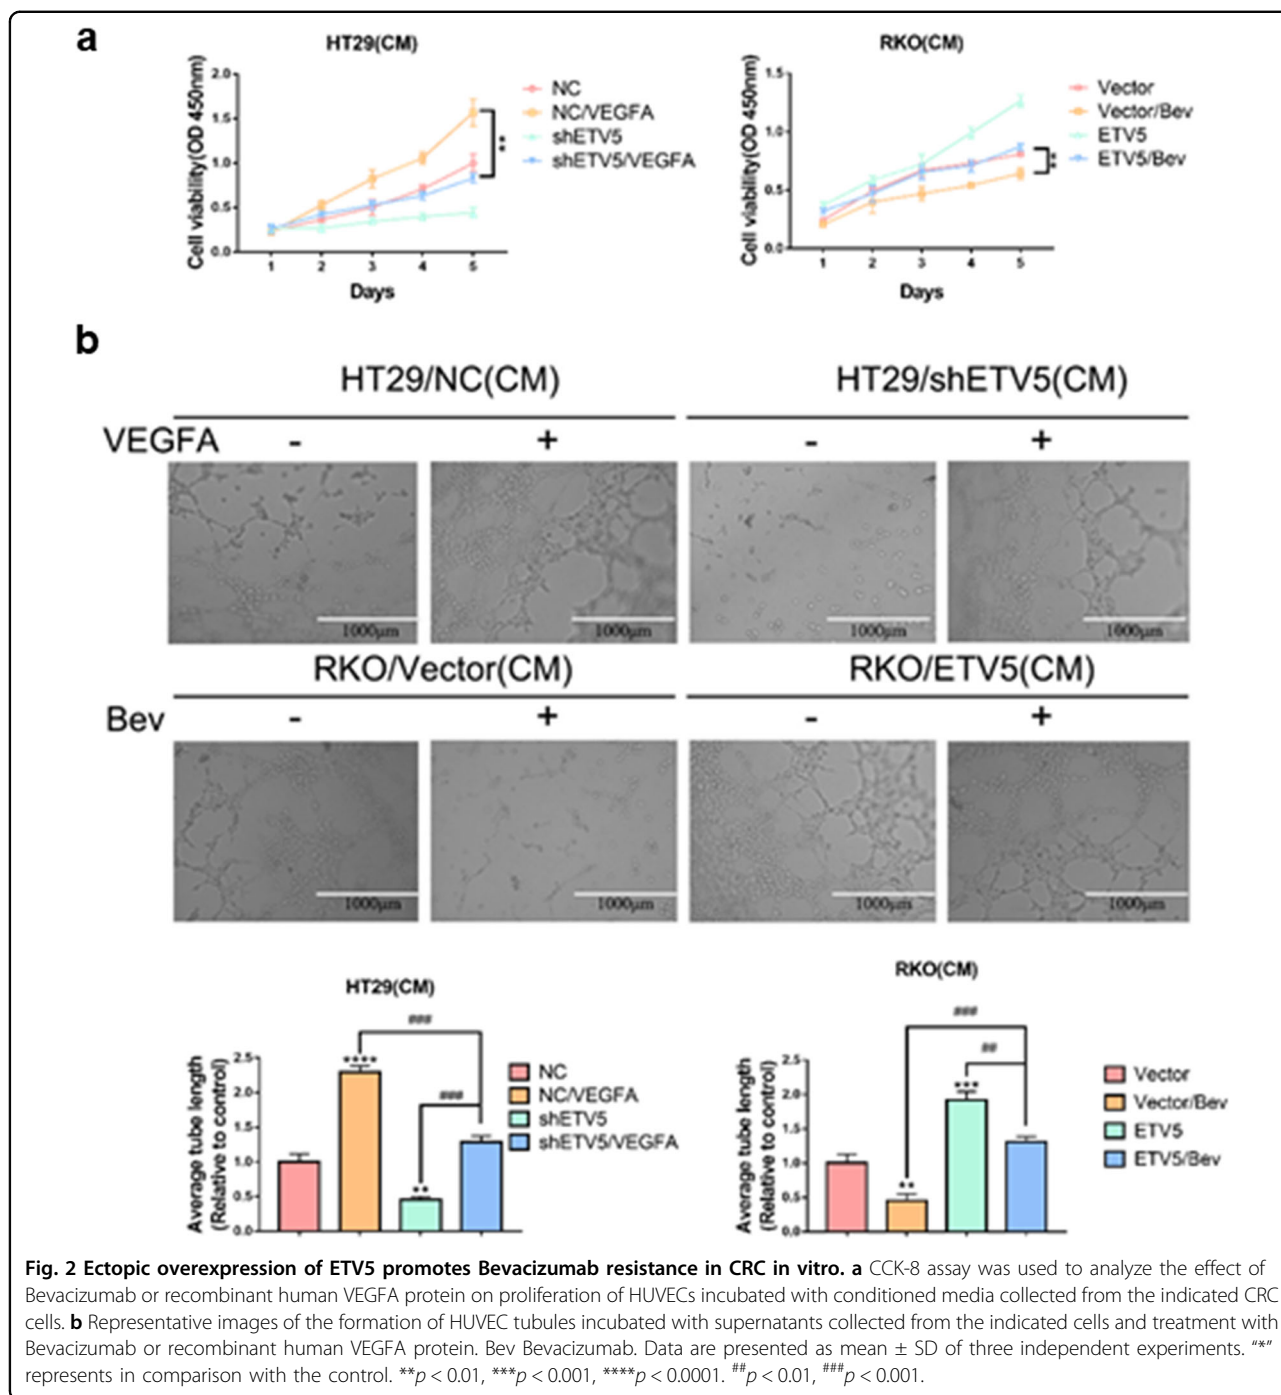 a
HT29(CM)
Cell viability(OD 450nm)
2.0
1.5
1.0
0.5
0.0
1 2 3 4 5
Days
NC
NC/VEGFA
shETV5
shETV5/VEGFA
**
RKO(CM)
Cell viability(OD 450nm)
1.5
1.0
0.5
0.0
1 2 3 4 5
Days
Vector
Vector/Bev
ETV5
ETV5/Bev
**
b
HT29/NC(CM) HT29/shETV5(CM)
VEGFA - + - +
1000μm 1000μm 1000μm 1000μm
RKO/Vector(CM) RKO/ETV5(CM)
Bev - + - +
1000μm 1000μm 1000μm 1000μm
HT29(CM)
Average tube length
(Relative to control)
2.5
2.0
1.5
1.0
0.5
0.0
****
**
###
###
NC
NC/VEGFA
shETV5
shETV5/VEGFA
RKO(CM)
Average tube length
(Relative to control)
2.5
2.0
1.5
1.0
0.5
0.0
**
***
###
##
Vector
Vector/Bev
ETV5
ETV5/Bev
Fig. 2 Ectopic overexpression of ETV5 promotes Bevacizumab resistance in CRC in vitro. a CCK-8 assay was used to analyze the effect of
Bevacizumab or recombinant human VEGFA protein on proliferation of HUVECs incubated with conditioned media collected from the indicated CRC
cells. b Representative images of the formation of HUVEC tubules incubated with supernatants collected from the indicated cells and treatment with
Bevacizumab or recombinant human VEGFA protein. Bev Bevacizumab. Data are presented as mean ± SD of three independent experiments. “*”
represents in comparison with the control. **p < 0.01, ***p < 0.001, ****p < 0.0001. ##p < 0.01, ###p < 0.001.